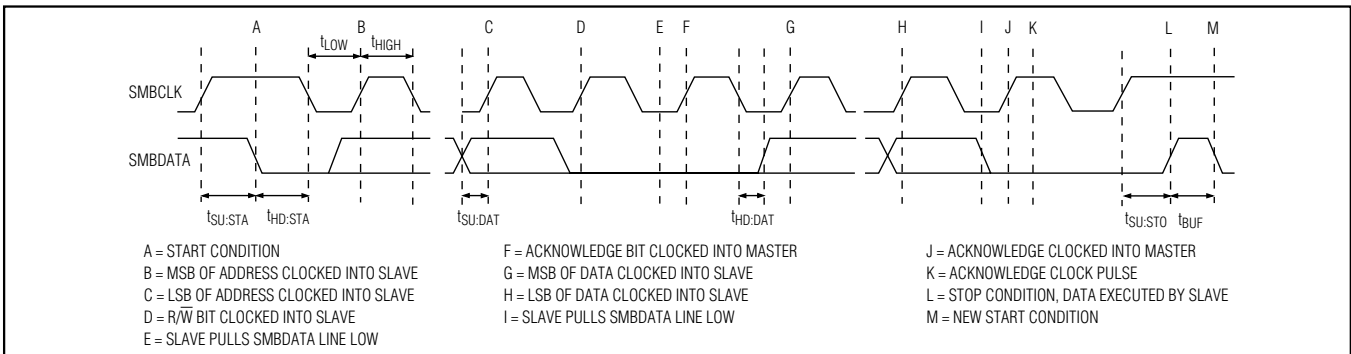 A B C D E F G H I J K L M
tLOW tHIGH
SMBCLK
SMBDATA
tSU:STA tHD:STA tSU:DAT tHD:DAT tSU:STO tBUF
A = START CONDITION
B = MSB OF ADDRESS CLOCKED INTO SLAVE
C = LSB OF ADDRESS CLOCKED INTO SLAVE
D = R/W̅ BIT CLOCKED INTO SLAVE
E = SLAVE PULLS SMBDATA LINE LOW
F = ACKNOWLEDGE BIT CLOCKED INTO MASTER
G = MSB OF DATA CLOCKED INTO SLAVE
H = LSB OF DATA CLOCKED INTO SLAVE
I = SLAVE PULLS SMBDATA LINE LOW
J = ACKNOWLEDGE CLOCKED INTO MASTER
K = ACKNOWLEDGE CLOCK PULSE
L = STOP CONDITION, DATA EXECUTED BY SLAVE
M = NEW START CONDITION